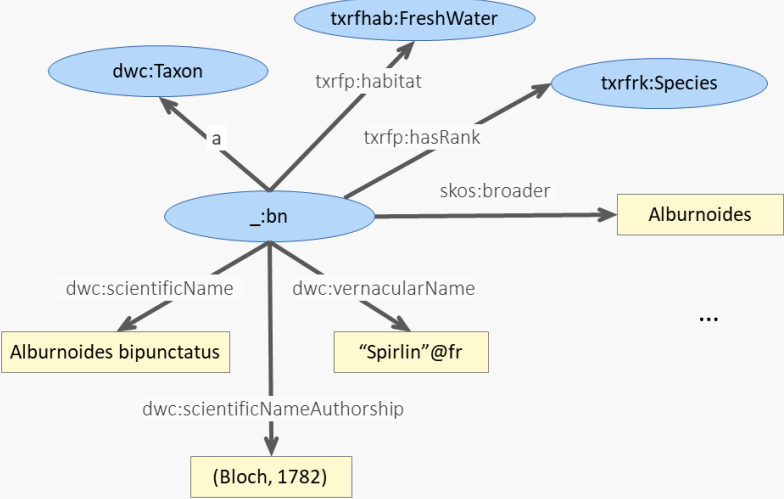 txrfhab:FreshWater
dwc:Taxon
txrfp:habitat
txrfrk:Species
a
txrfp:hasRank
skos:broader
_:bn
Alburnoides
dwc:scientificName
dwc:vernacularName
...
Alburnoides bipunctatus
“Spirlin”@fr
dwc:scientificNameAuthorship
(Bloch, 1782)